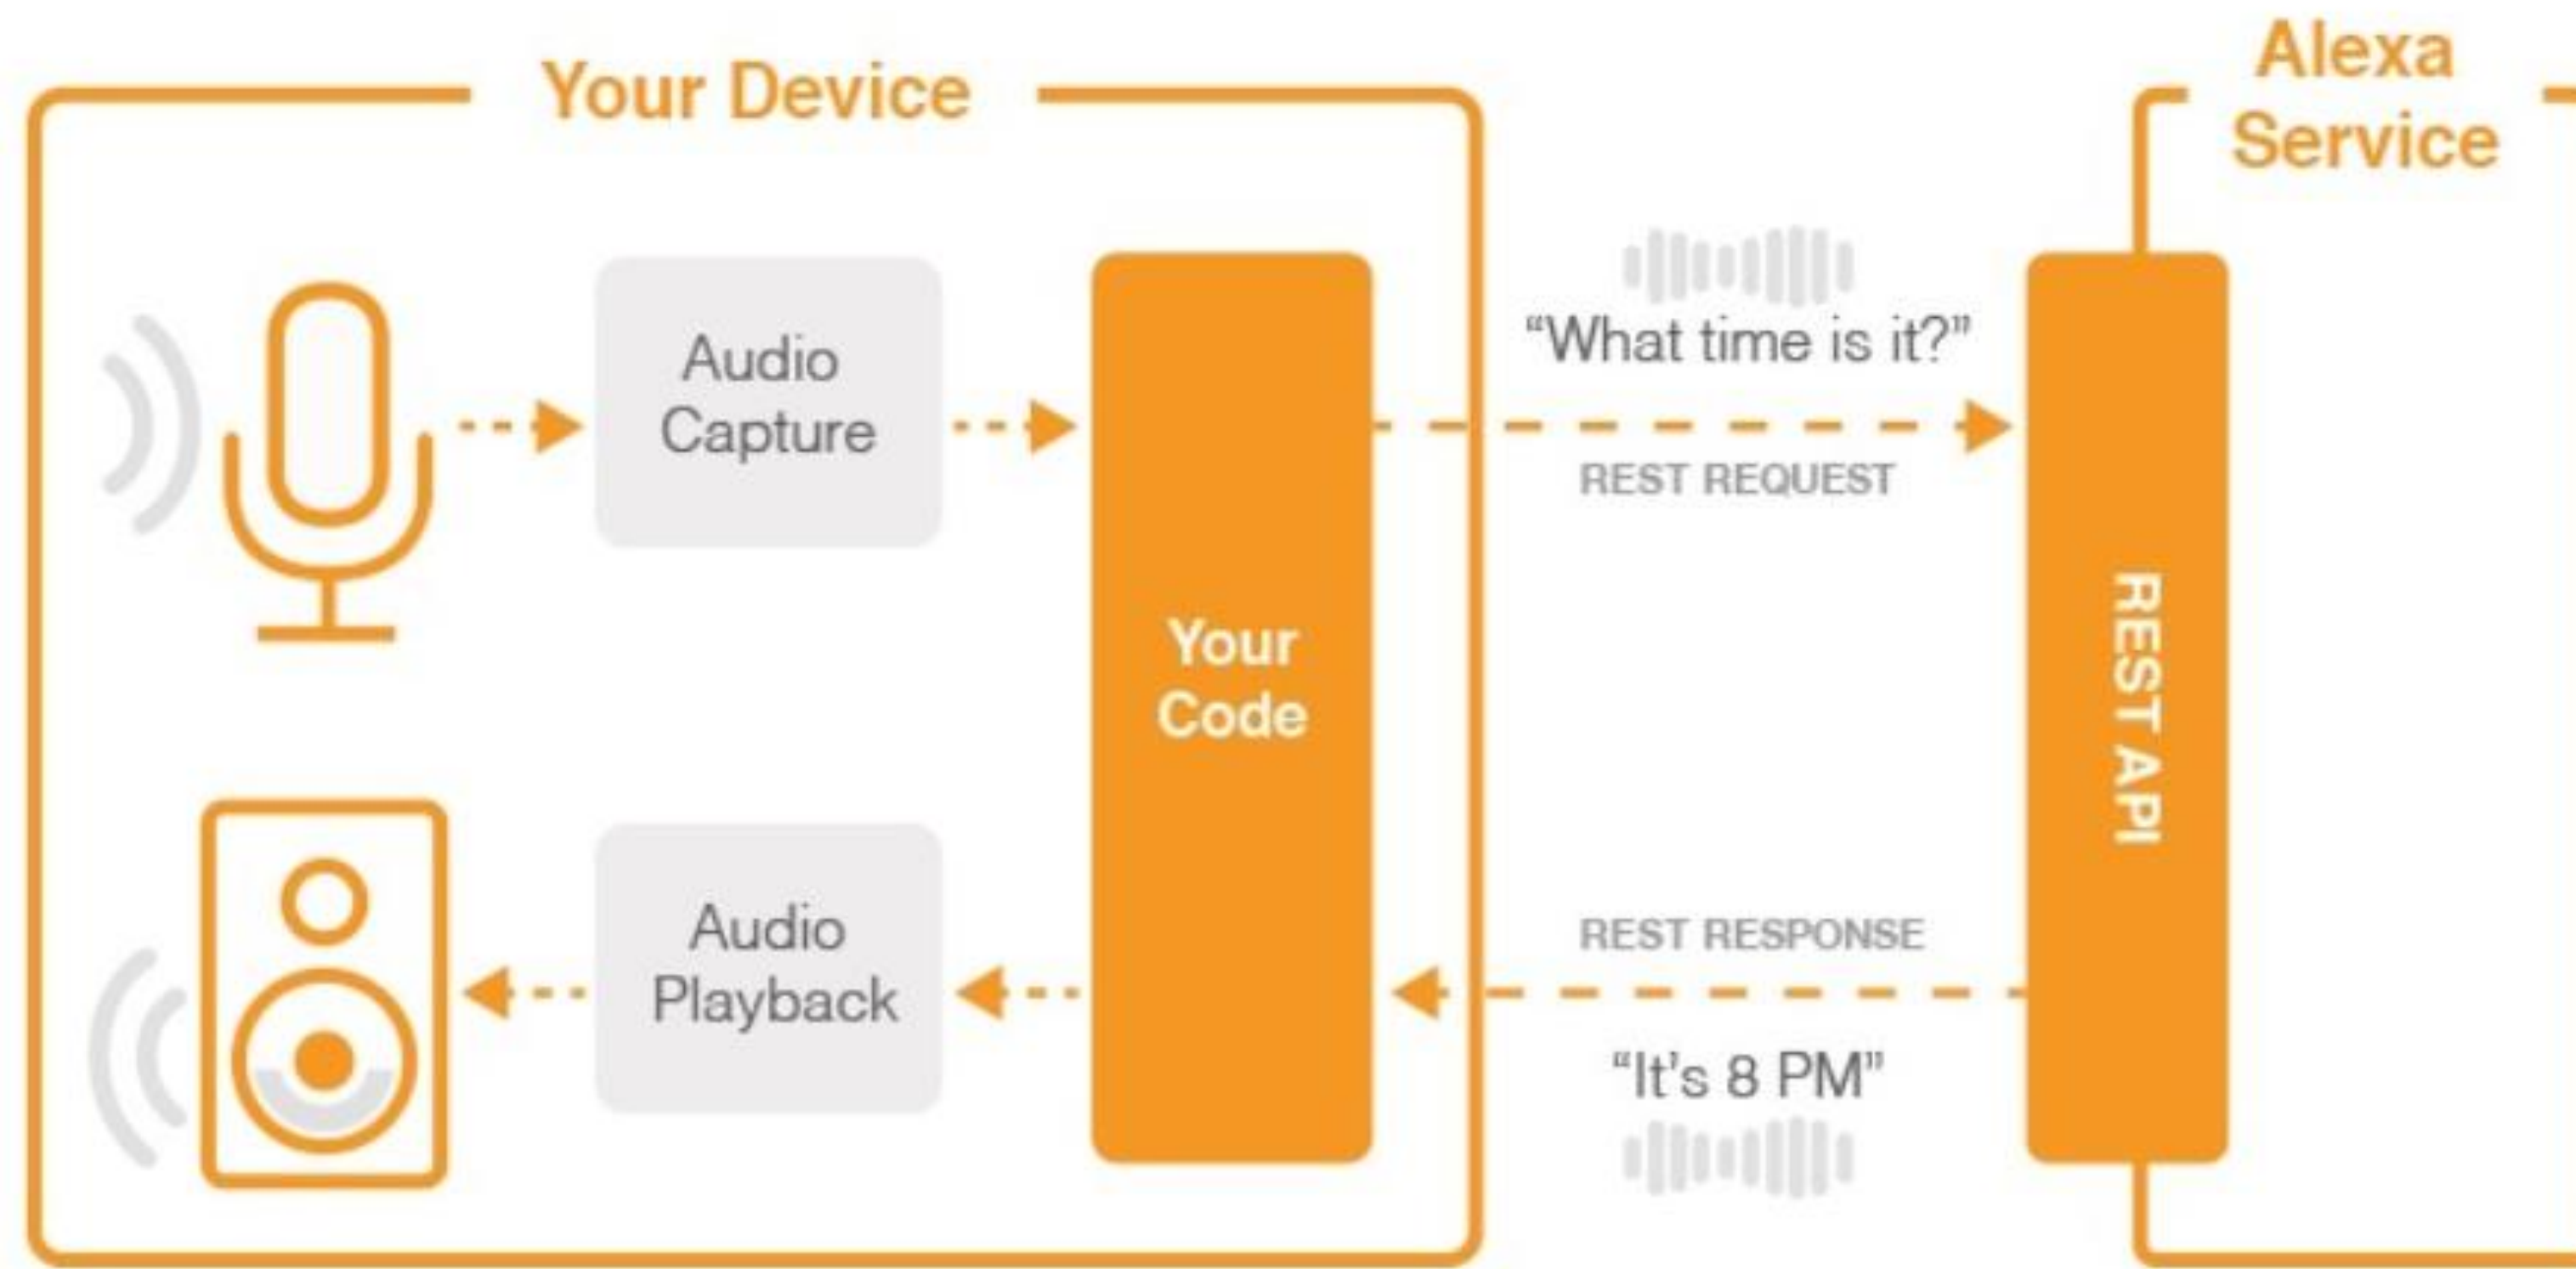 Your Device
Alexa
Service
Audio
Capture
“What time is it?”
REST REQUEST
Your
Code
REST API
Audio
Playback
REST RESPONSE
“It's 8 PM”